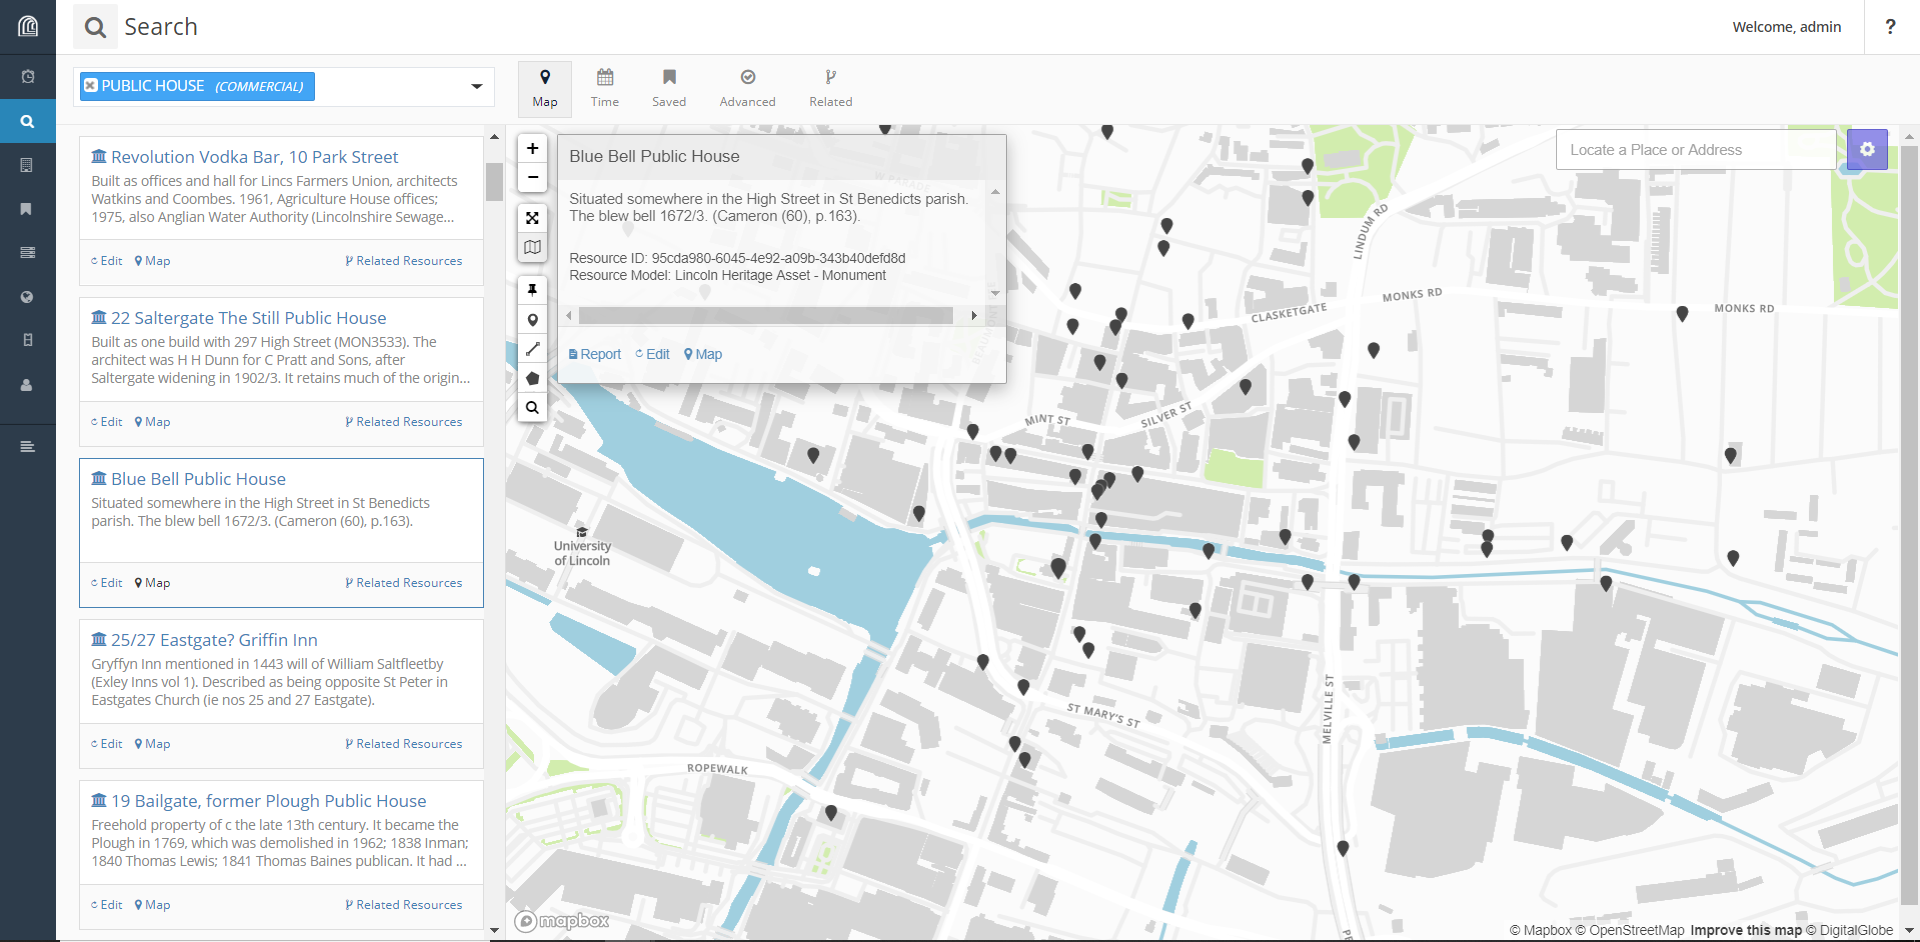 Search
Welcome, admin
?
PUBLIC HOUSE (COMMERCIAL)
Map
Time
Saved
Advanced
Related
Revolution Vodka Bar, 10 Park Street
Built as offices and hall for Lincs Farmers Union, architects
Watkins and Coombes. 1961, Agriculture House offices;
1975, also Anglian Water Authority (Lincolnshire Sewage...
Edit Map Related Resources
22 Saltergate The Still Public House
Built as one build with 297 High Street (MON3533). The
architect was H H Dunn for C Pratt and Sons, after
Saltergate widening in 1902/3. It retains much of the origin...
Edit Map Related Resources
Blue Bell Public House
Situated somewhere in the High Street in St Benedicts
parish. The blew bell 1672/3. (Cameron (60), p.163).
Edit Map Related Resources
25/27 Eastgate? Griffin Inn
Gryffyn Inn mentioned in 1443 will of William Saltfleetby
(Exley Inns vol 1). Described as being opposite St Peter in
Eastgates Church (ie nos 25 and 27 Eastgate).
Edit Map Related Resources
19 Bailgate, former Plough Public House
Freehold property of c the late 13th century. It became the
Plough in 1769, which was demolished in 1962; 1838 Inman;
1840 Thomas Lewis; 1841 Thomas Baines publican. It had ...
Edit Map Related Resources
+
−
Blue Bell Public House
Situated somewhere in the High Street in St Benedicts parish.
The blew bell 1672/3. (Cameron (60), p.163).
Resource ID: 95cda980-6045-4e92-a09b-343b40defd8d
Resource Model: Lincoln Heritage Asset - Monument
Report Edit Map
Locate a Place or Address
W PARADE
LINDUM RD
MONKS RD
MONKS RD
CLASKETGATE
SILVER ST
MINT ST
University
of Lincoln
MELVILLE ST
ST MARY'S ST
ROPEWALK
PE
mapbox
© Mapbox © OpenStreetMap Improve this map © DigitalGlobe